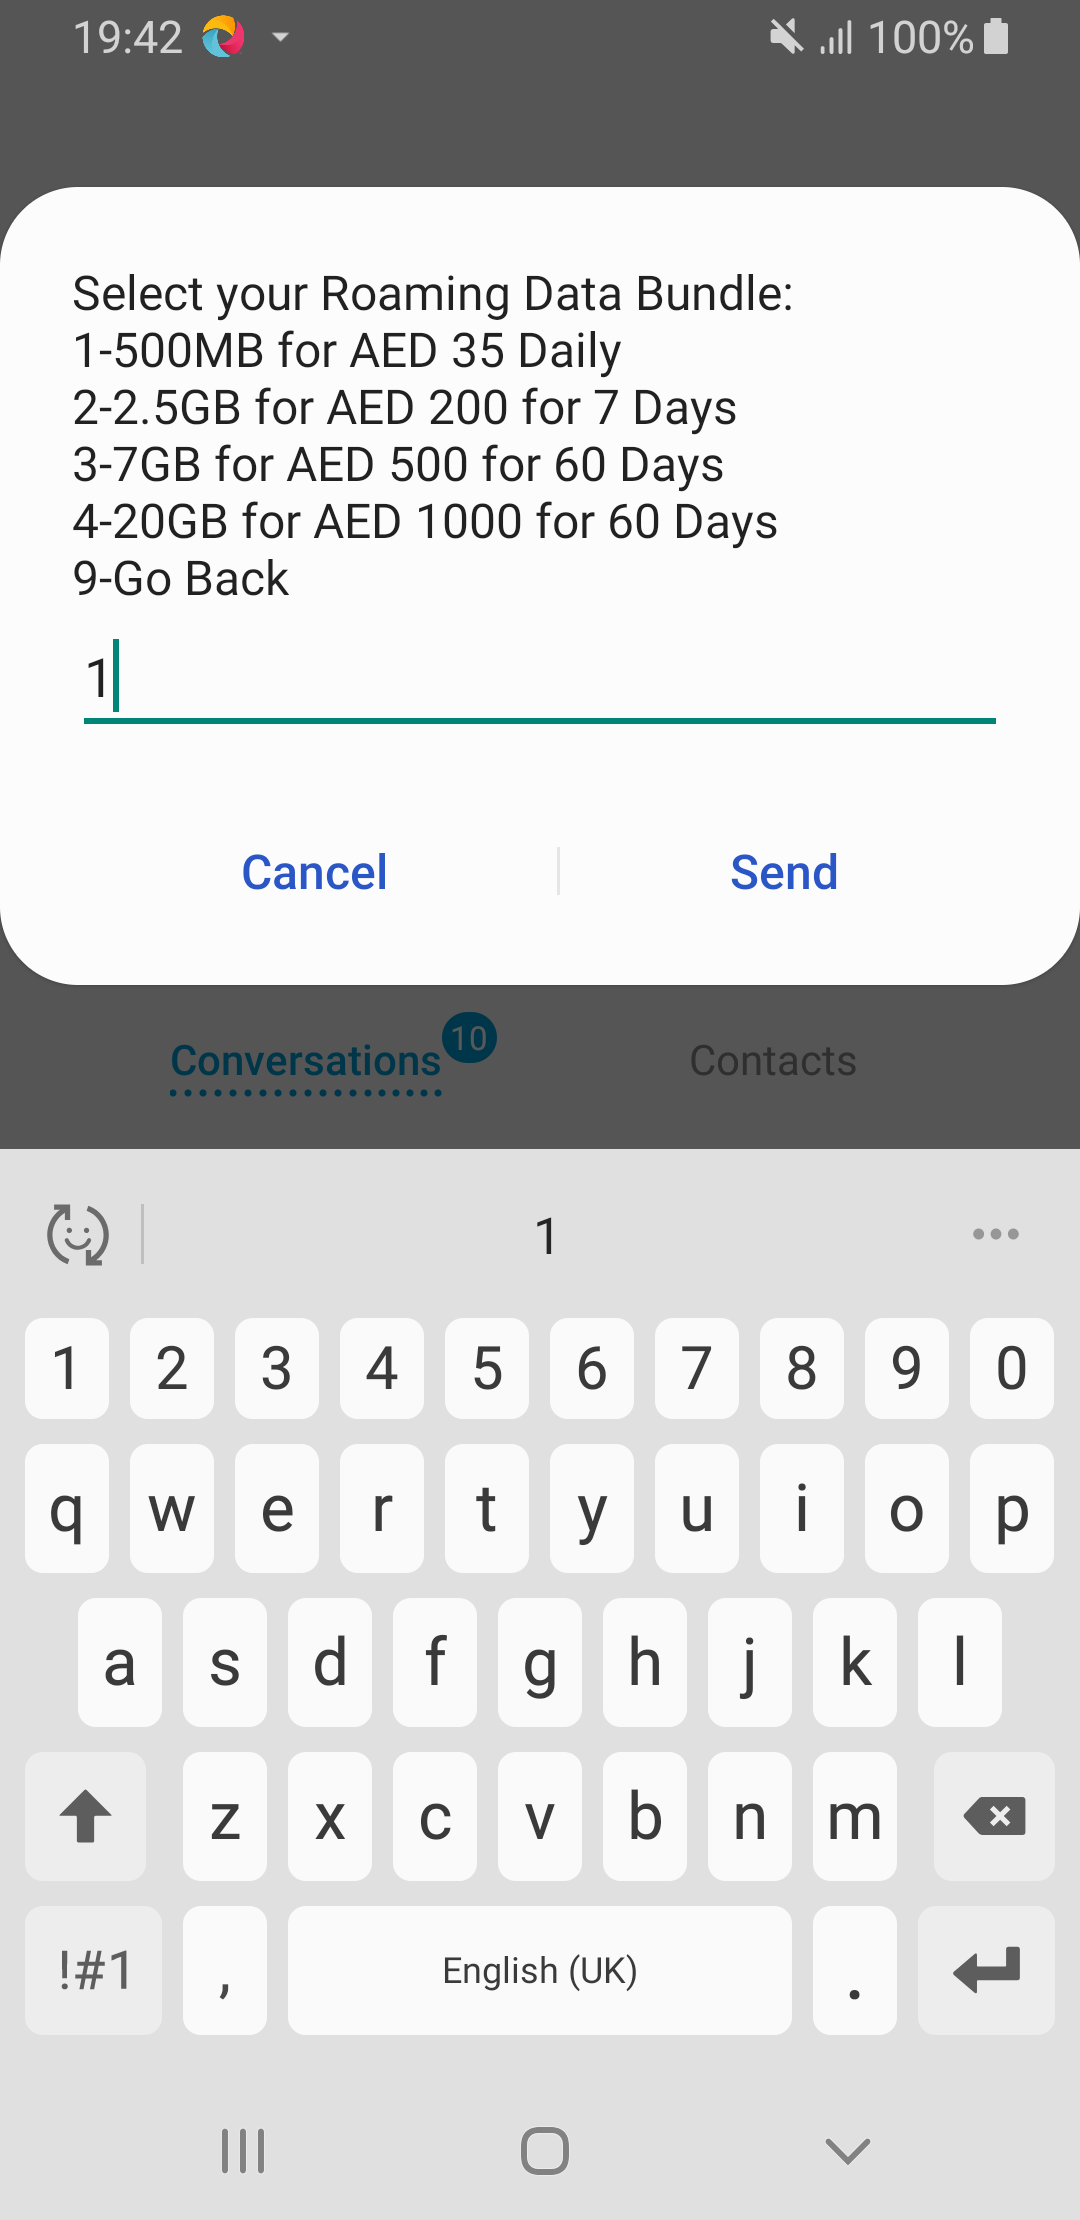 19:42
100%
Select your Roaming Data Bundle:
1-500MB for AED 35 Daily
2-2.5GB for AED 200 for 7 Days
3-7GB for AED 500 for 60 Days
4-20GB for AED 1000 for 60 Days
9-Go Back
1
Cancel
Send
Conversations
10
Contacts
1
1 2 3 4 5 6 7 8 9 0
q w e r t y u i o p
a s d f g h j k l
z x c v b n m
!#1 , English (UK) .